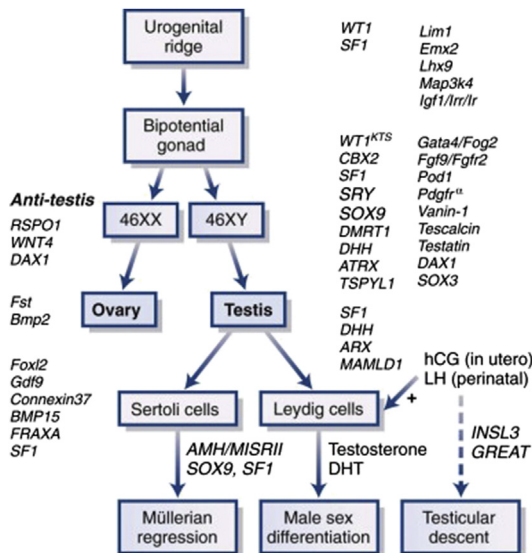 Urogenital
ridge
WT1
SF1
Lim1
Emx2
Lhx9
Map3k4
Igf1/Irr/Ir
Bipotential
gonad
WT1KTS
CBX2
SF1
SRY
SOX9
DMRT1
DHH
ATRX
TSPYL1
Gata4/Fog2
Fgf9/Fgfr2
Pod1
Pdgfrα
Vanin-1
Tescalcin
Testatin
DAX1
SOX3
Anti-testis
RSPO1
WNT4
DAX1
46XX
46XY
Fst
Bmp2
Ovary
Testis
SF1
DHH
ARX
MAMLD1
hCG (in utero)
LH (perinatal)
+
Foxl2
Gdf9
Connexin37
BMP15
FRAXA
SF1
Sertoli cells
Leydig cells
AMH/MISRII
SOX9, SF1
Testosterone
DHT
INSL3
GREAT
Müllerian
regression
Male sex
differentiation
Testicular
descent